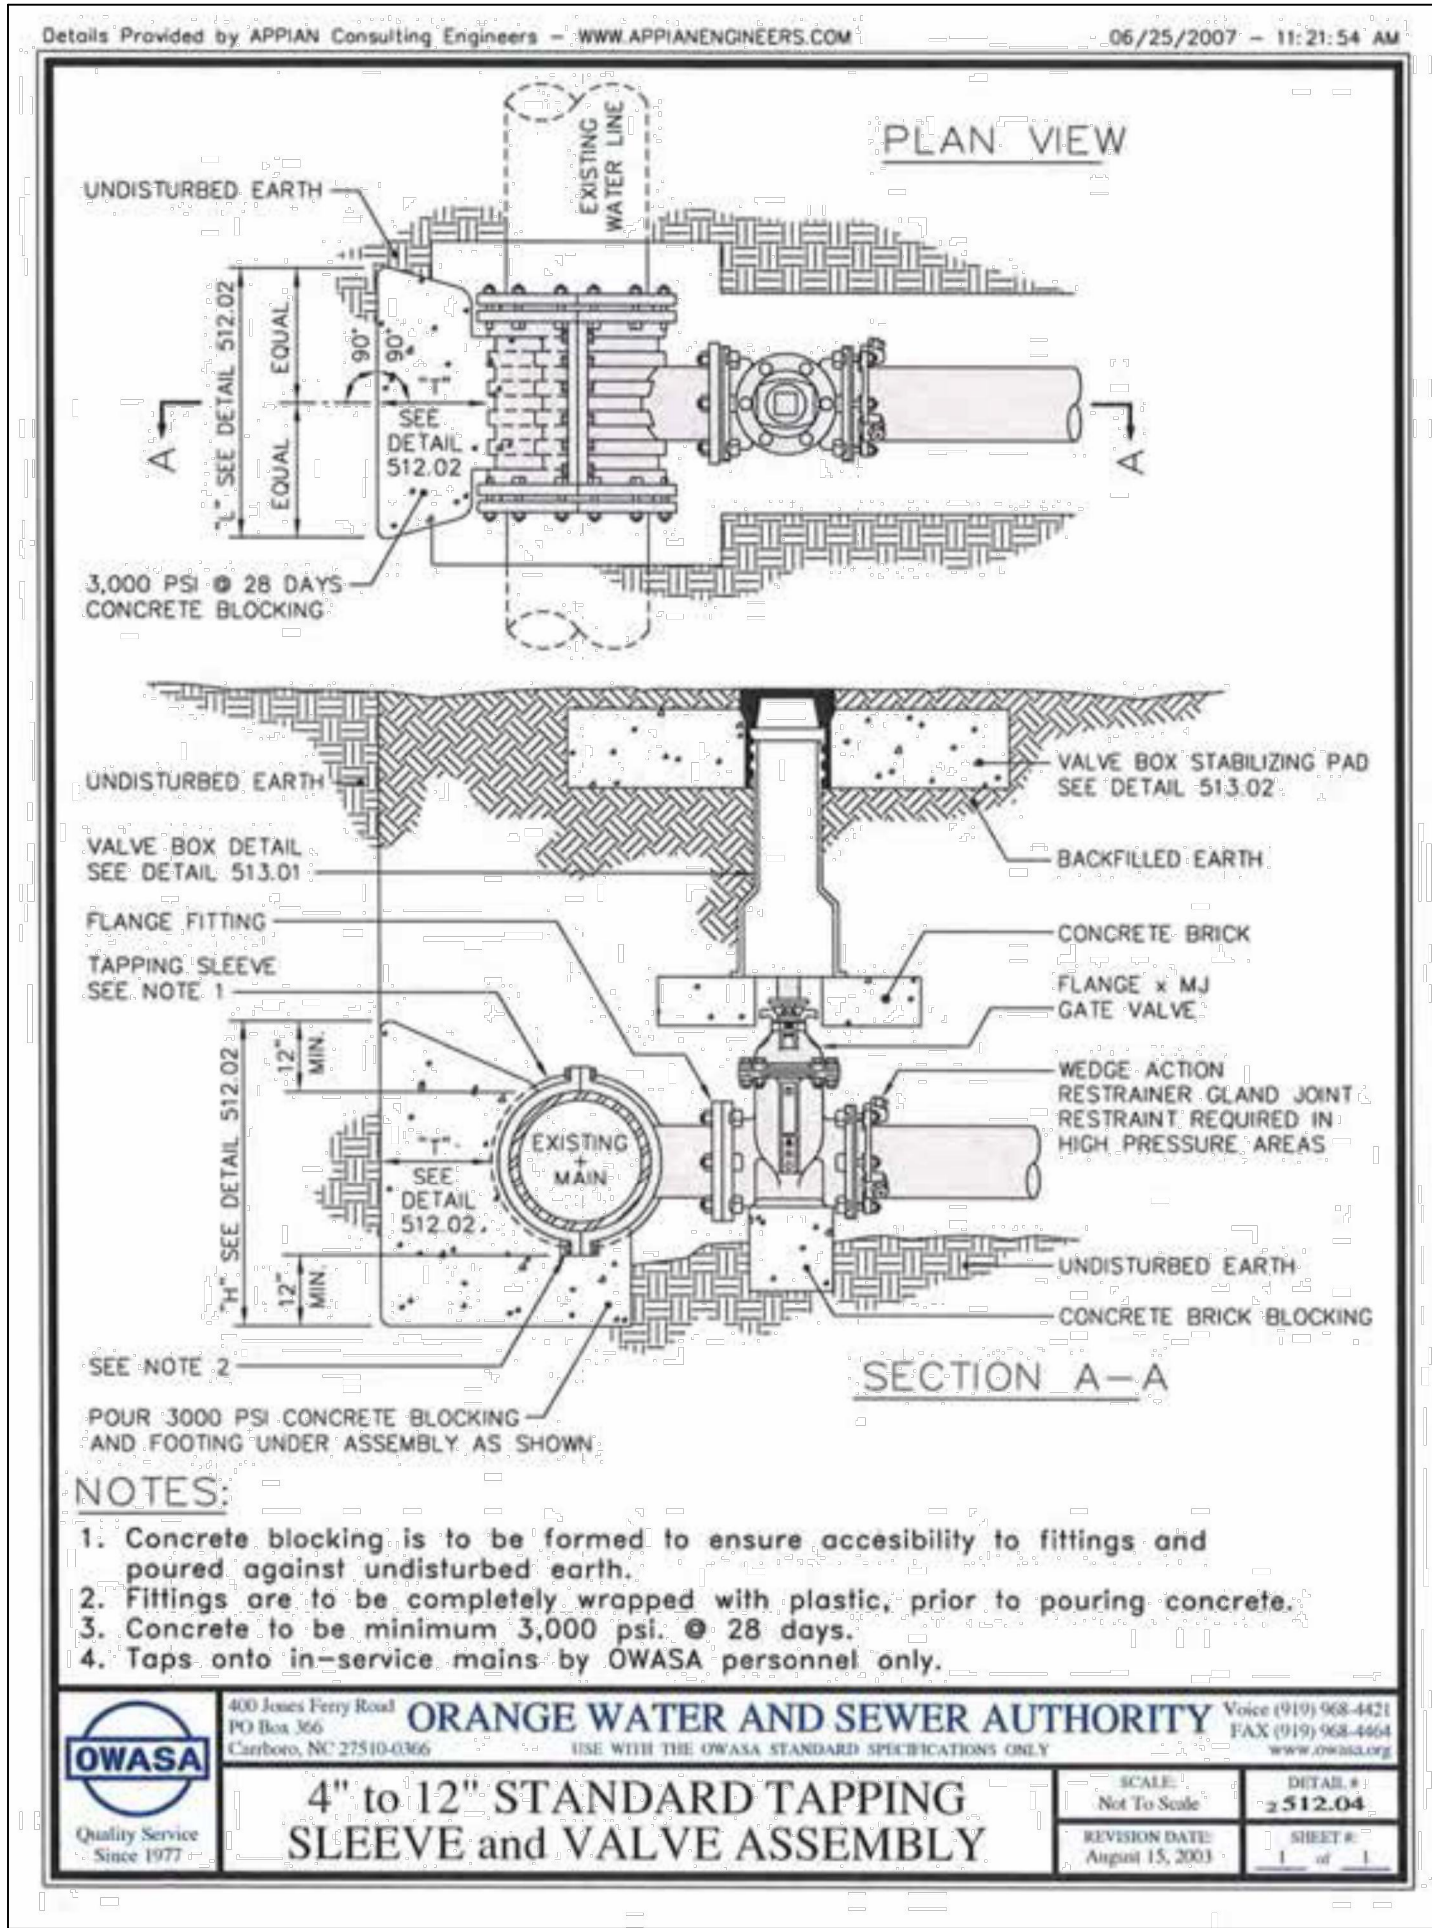 Details Provided by APPIAN Consulting Engineers - WWW.APPIANENGINEERS.COM
06/25/2007 - 11:21:54 AM
PLAN VIEW
EXISTING
WATER LINE
UNDISTURBED EARTH
"L" SEE DETAIL 512.02
EQUAL
EQUAL
90°
90°
"T"
SEE
DETAIL
512.02
A
A
3,000 PSI @ 28 DAYS
CONCRETE BLOCKING
UNDISTURBED EARTH
VALVE BOX STABILIZING PAD
SEE DETAIL 513.02
VALVE BOX DETAIL
SEE DETAIL 513.01
BACKFILLED EARTH
FLANGE FITTING
CONCRETE BRICK
TAPPING SLEEVE
SEE NOTE 1
FLANGE x MJ
GATE VALVE
"H" SEE DETAIL 512.02
12"
MIN.
WEDGE ACTION
RESTRAINER GLAND JOINT
RESTRAINT REQUIRED IN
HIGH PRESSURE AREAS
"T"
SEE
DETAIL
512.02
EXISTING
MAIN
12"
MIN.
UNDISTURBED EARTH
CONCRETE BRICK BLOCKING
SEE NOTE 2
SECTION A-A
POUR 3000 PSI CONCRETE BLOCKING
AND FOOTING UNDER ASSEMBLY AS SHOWN
NOTES:
1. Concrete blocking is to be formed to ensure accesibility to fittings and
poured against undisturbed earth.
2. Fittings are to be completely wrapped with plastic, prior to pouring concrete.
3. Concrete to be minimum 3,000 psi. @ 28 days.
4. Taps onto in-service mains by OWASA personnel only.
OWASA
Quality Service
Since 1977
400 Jones Ferry Road
PO Box 366
Carrboro, NC 27510-0366
ORANGE WATER AND SEWER AUTHORITY
USE WITH THE OWASA STANDARD SPECIFICATIONS ONLY
Voice (919) 968-4421
FAX (919) 968-4464
www.owasa.org
4" to 12" STANDARD TAPPING
SLEEVE and VALVE ASSEMBLY
SCALE:
Not To Scale
DETAIL #
2 512.04
REVISION DATE:
August 15, 2003
SHEET #:
1 of 1